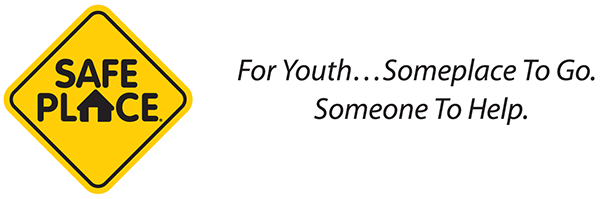 SAFE
PLACE®
For Youth…Someplace To Go.
Someone To Help.